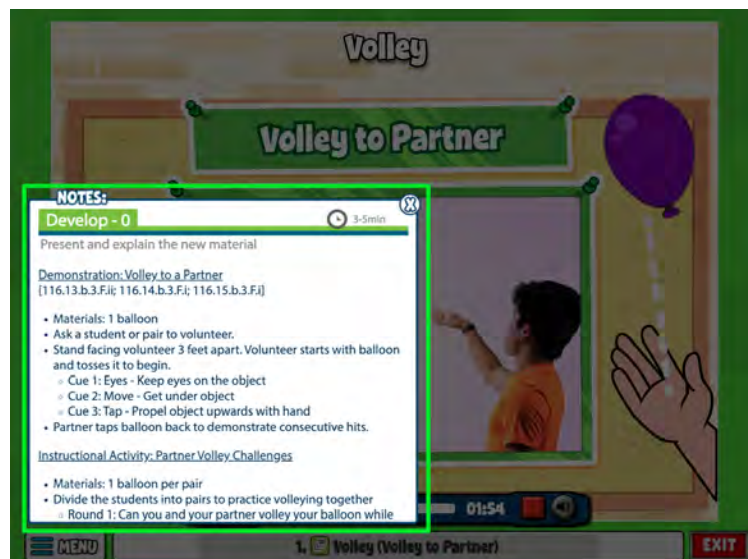 Volley
Volley to Partner
NOTES:
Develop - 0
3-5min
Present and explain the new material
Demonstration: Volley to a Partner
[116.13.b.3.F.ii; 116.14.b.3.F.i; 116.15.b.3.F.i]
• Materials: 1 balloon
• Ask a student or pair to volunteer.
• Stand facing volunteer 3 feet apart. Volunteer starts with balloon
and tosses it to begin.
○ Cue 1: Eyes - Keep eyes on the object
○ Cue 2: Move - Get under object
○ Cue 3: Tap - Propel object upwards with hand
• Partner taps balloon back to demonstrate consecutive hits.
Instructional Activity: Partner Volley Challenges
• Materials: 1 balloon per pair
• Divide the students into pairs to practice volleying together
○ Round 1: Can you and your partner volley your balloon while
01:54
MENU
1. Volley (Volley to Partner)
EXIT